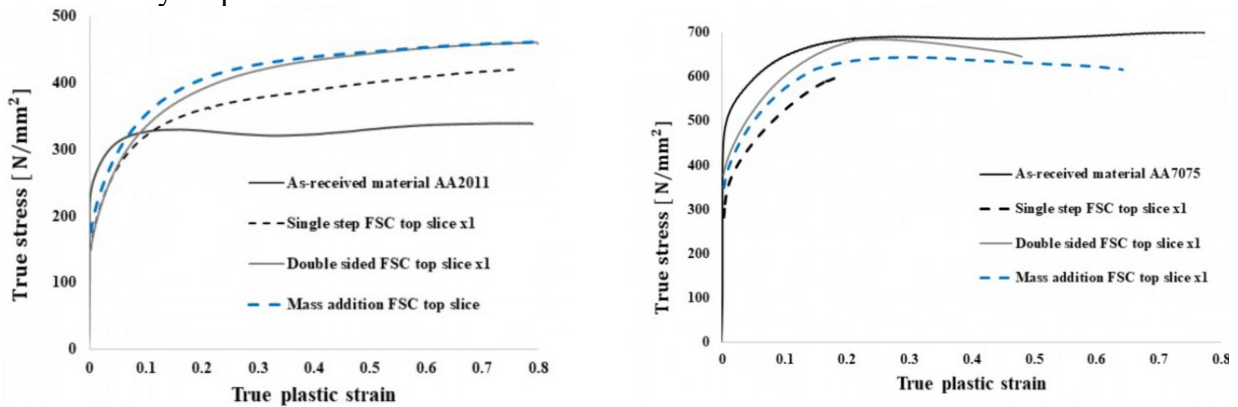 500
400
300
200
100
0
True stress [ N/mm²]
As-received material AA2011
Single step FSC top slice x1
Double sided FSC top slice x1
Mass addition FSC top slice
0 0.1 0.2 0.3 0.4 0.5 0.6 0.7 0.8
True plastic strain
700
600
500
400
300
200
100
0
True stress [ N/mm²]
As-received material AA7075
Single step FSC top slice x1
Double sided FSC top slice x1
Mass addition FSC top slice x1
0 0.1 0.2 0.3 0.4 0.5 0.6 0.7 0.8
True plastic strain